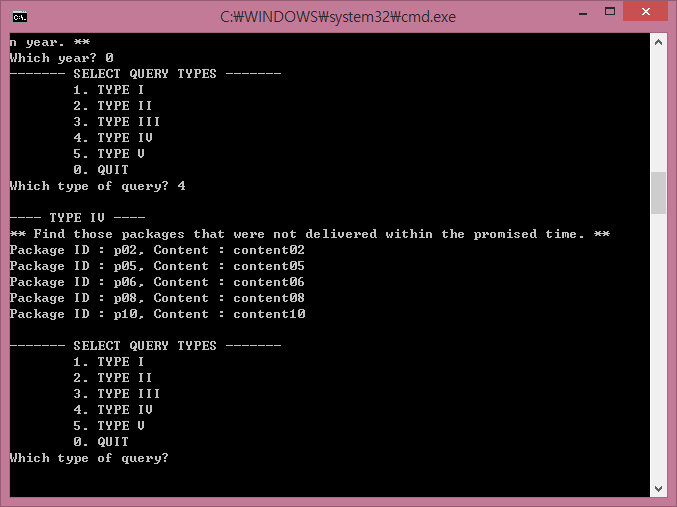 C:₩WINDOWS₩system32₩cmd.exe
n year. **
Which year? 0
------- SELECT QUERY TYPES -------
1. TYPE I
2. TYPE II
3. TYPE III
4. TYPE IV
5. TYPE V
0. QUIT
Which type of query? 4
---- TYPE IV ----
** Find those packages that were not delivered within the promised time. **
Package ID : p02, Content : content02
Package ID : p05, Content : content05
Package ID : p06, Content : content06
Package ID : p08, Content : content08
Package ID : p10, Content : content10
------- SELECT QUERY TYPES -------
1. TYPE I
2. TYPE II
3. TYPE III
4. TYPE IV
5. TYPE V
0. QUIT
Which type of query?